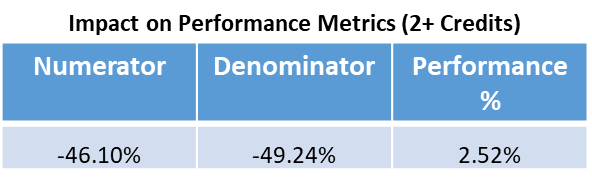 Impact on Performance Metrics (2+ Credits)
Numerator Denominator Performance
%
-46.10% -49.24% 2.52%